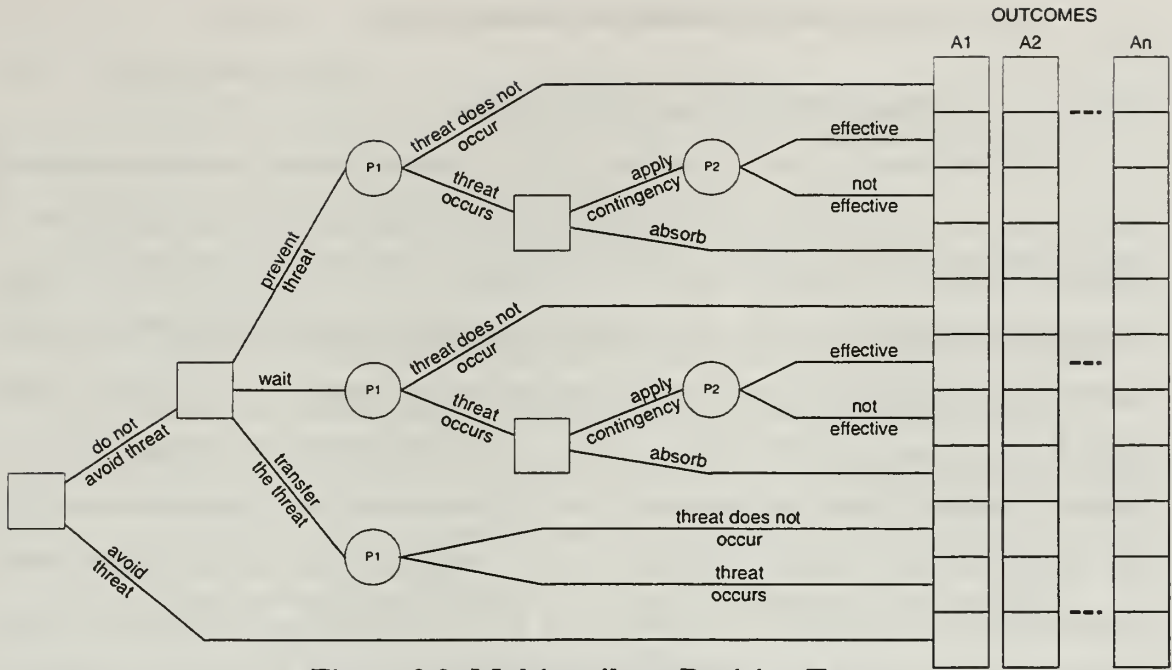 OUTCOMES
A1 A2 An
threat does not
occur
effective
P1
apply
contingency
P2
threat
occurs
not
effective
absorb
prevent
threat
threat does not
occur
effective
wait
P1
apply
contingency
P2
threat
occurs
not
effective
absorb
do not
avoid threat
transfer
the threat
threat does not
occur
P1
avoid
threat
threat
occurs
Figure Decision